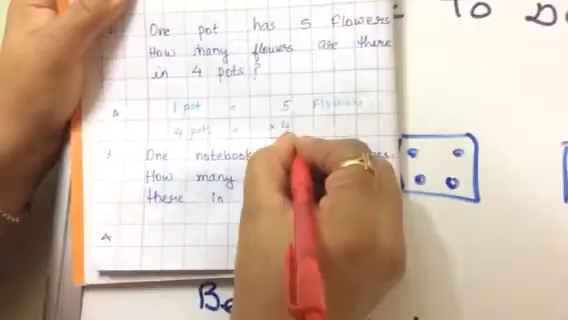 One pot has 5 Flowers
How many flowers are there
in 4 pots?
A 1 pot = 5 Flowers
4 pots = x 4
3. One notebook
How many
there in
A
To D
Be